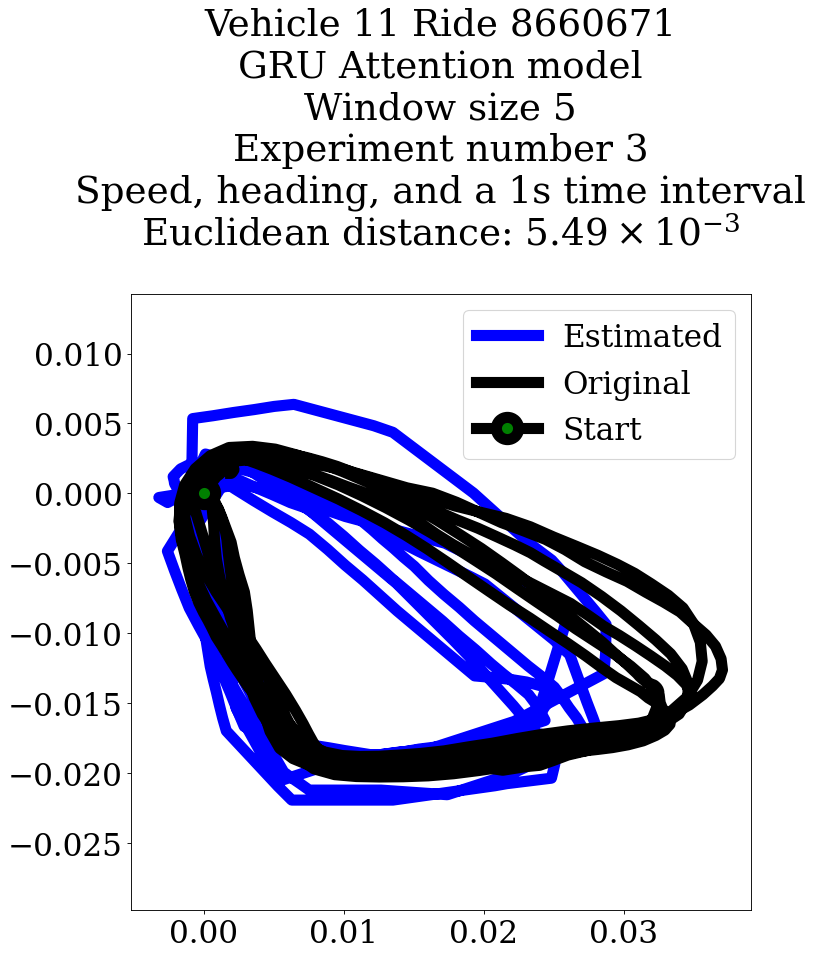 Vehicle 11 Ride 8660671
GRU Attention model
Window size 5
Experiment number 3
Speed, heading, and a 1s time interval
Euclidean distance: 5.49 × 10⁻³
Estimated
Original
Start
0.010
0.005
0.000
−0.005
−0.010
−0.015
−0.020
−0.025
0.00 0.01 0.02 0.03